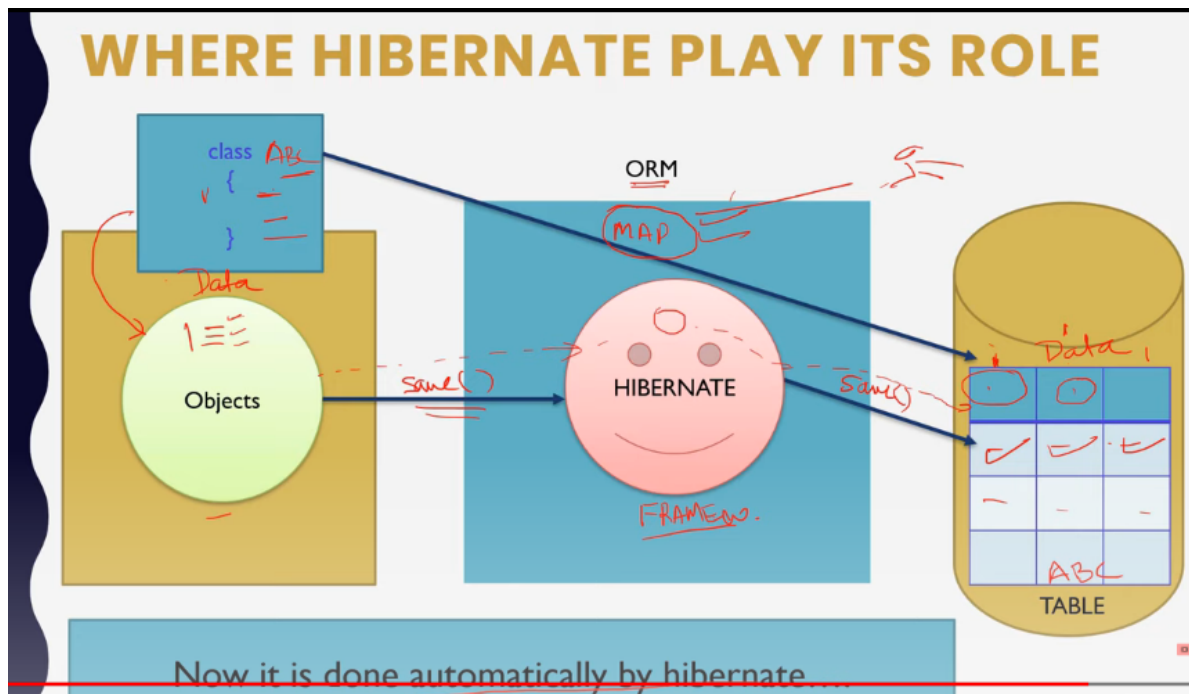 WHERE HIBERNATE PLAY ITS ROLE
class ABC
{
}
ORM
MAP
Data
Data
Objects
save()
HIBERNATE
save()
FRAMEW.
ABC
TABLE
Now it is done automatically by hibernate....